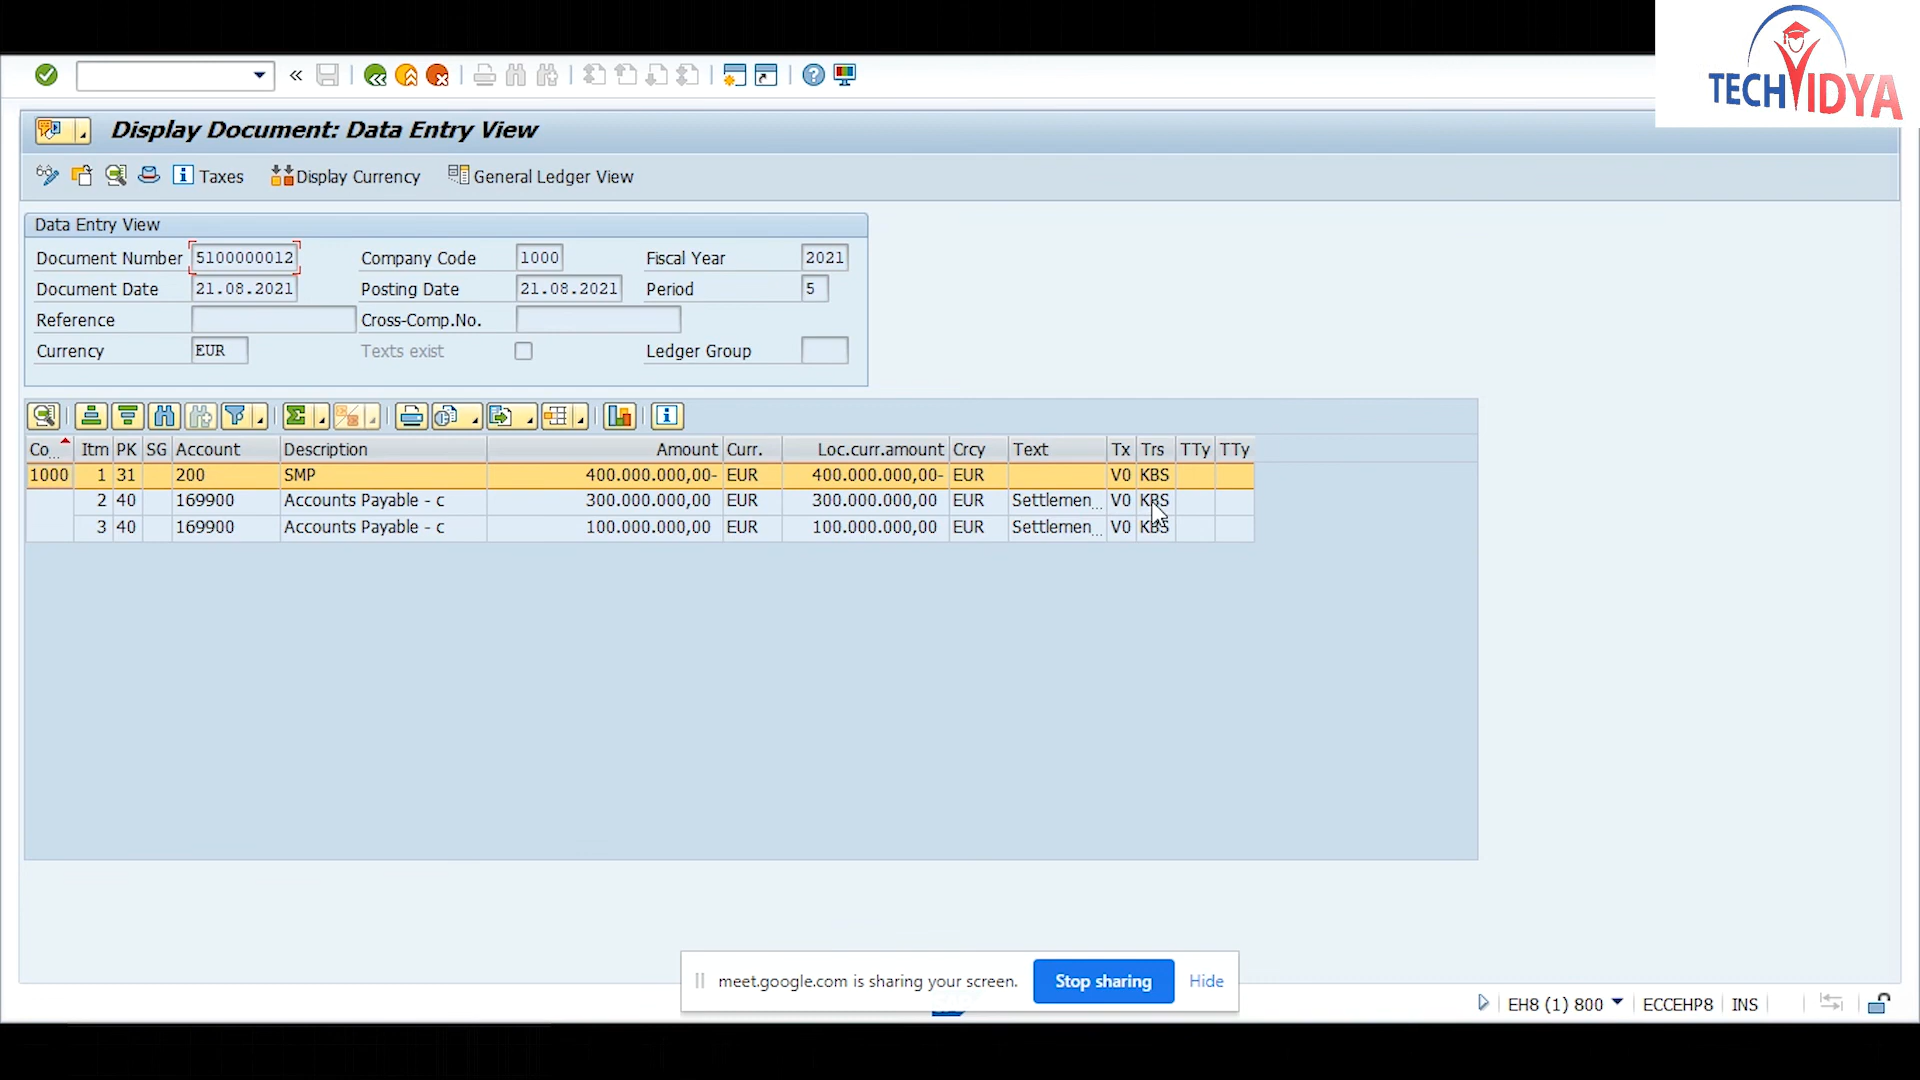 TECHVIDYA
Display Document: Data Entry View
Taxes Display Currency General Ledger View
Data Entry View
Document Number 5100000012 Company Code 1000 Fiscal Year 2021
Document Date 21.08.2021 Posting Date 21.08.2021 Period 5
Reference Cross-Comp.No.
Currency EUR Texts exist Ledger Group
Co... Itm PK SG Account Description Amount Curr. Loc.curr.amount Crcy Text Tx Trs TTy TTy
1000 1 31 200 SMP 400.000.000,00- EUR 400.000.000,00- EUR V0 KBS
2 40 169900 Accounts Payable - c 300.000.000,00 EUR 300.000.000,00 EUR Settlemen... V0 KBS
3 40 169900 Accounts Payable - c 100.000.000,00 EUR 100.000.000,00 EUR Settlemen... V0 KBS
meet.google.com is sharing your screen. Stop sharing Hide
EH8 (1) 800 ECCEHP8 INS